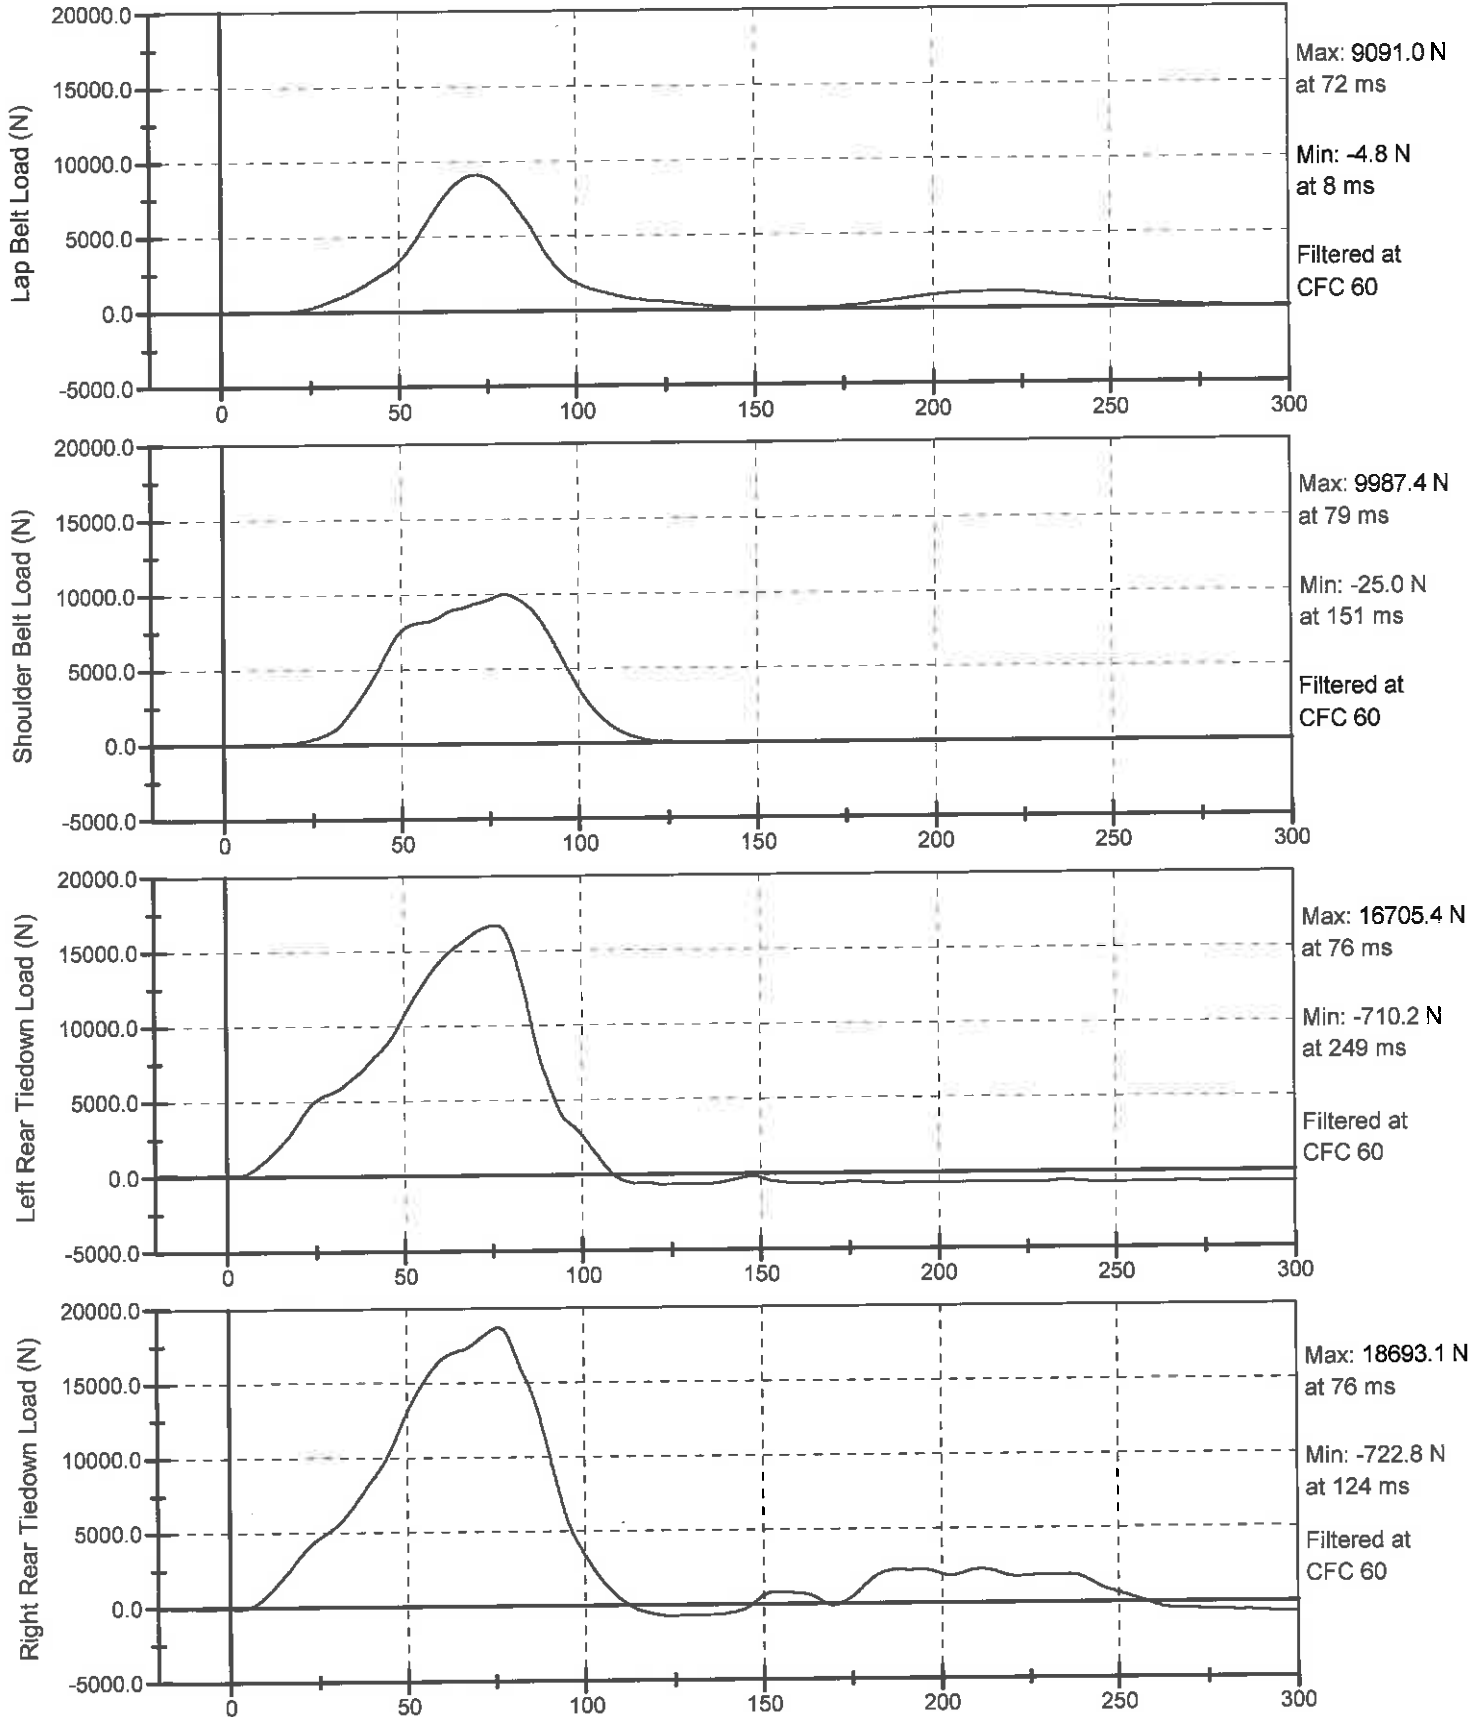 20000.0
15000.0
10000.0
5000.0
0.0
-5000.0
Lap Belt Load (N)
0 50 100 150 200 250 300
Max: 9091.0 N
at 72 ms
Min: -4.8 N
at 8 ms
Filtered at
CFC 60
20000.0
15000.0
10000.0
5000.0
0.0
-5000.0
Shoulder Belt Load (N)
0 50 100 150 200 250 300
Max: 9987.4 N
at 79 ms
Min: -25.0 N
at 151 ms
Filtered at
CFC 60
20000.0
15000.0
10000.0
5000.0
0.0
-5000.0
Left Rear Tiedown Load (N)
0 50 100 150 200 250 300
Max: 16705.4 N
at 76 ms
Min: -710.2 N
at 249 ms
Filtered at
CFC 60
20000.0
15000.0
10000.0
5000.0
0.0
-5000.0
Right Rear Tiedown Load (N)
0 50 100 150 200 250 300
Max: 18693.1 N
at 76 ms
Min: -722.8 N
at 124 ms
Filtered at
CFC 60